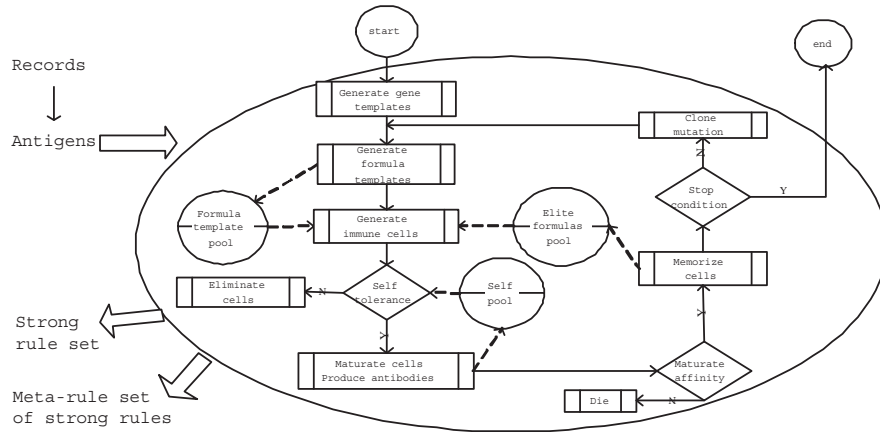 start
end
Records
Generate gene
templates
Antigens
Clone
mutation
Generate
formula
templates
N
Stop
condition
Y
Formula
template
pool
Generate
immune cells
Elite
formulas
pool
Memorize
cells
Eliminate
cells
N
Self
tolerance
Self
pool
Strong
rule set
Y
Y
Maturate cells
Produce antibodies
Maturate
affinity
Meta-rule set
of strong rules
Die
N